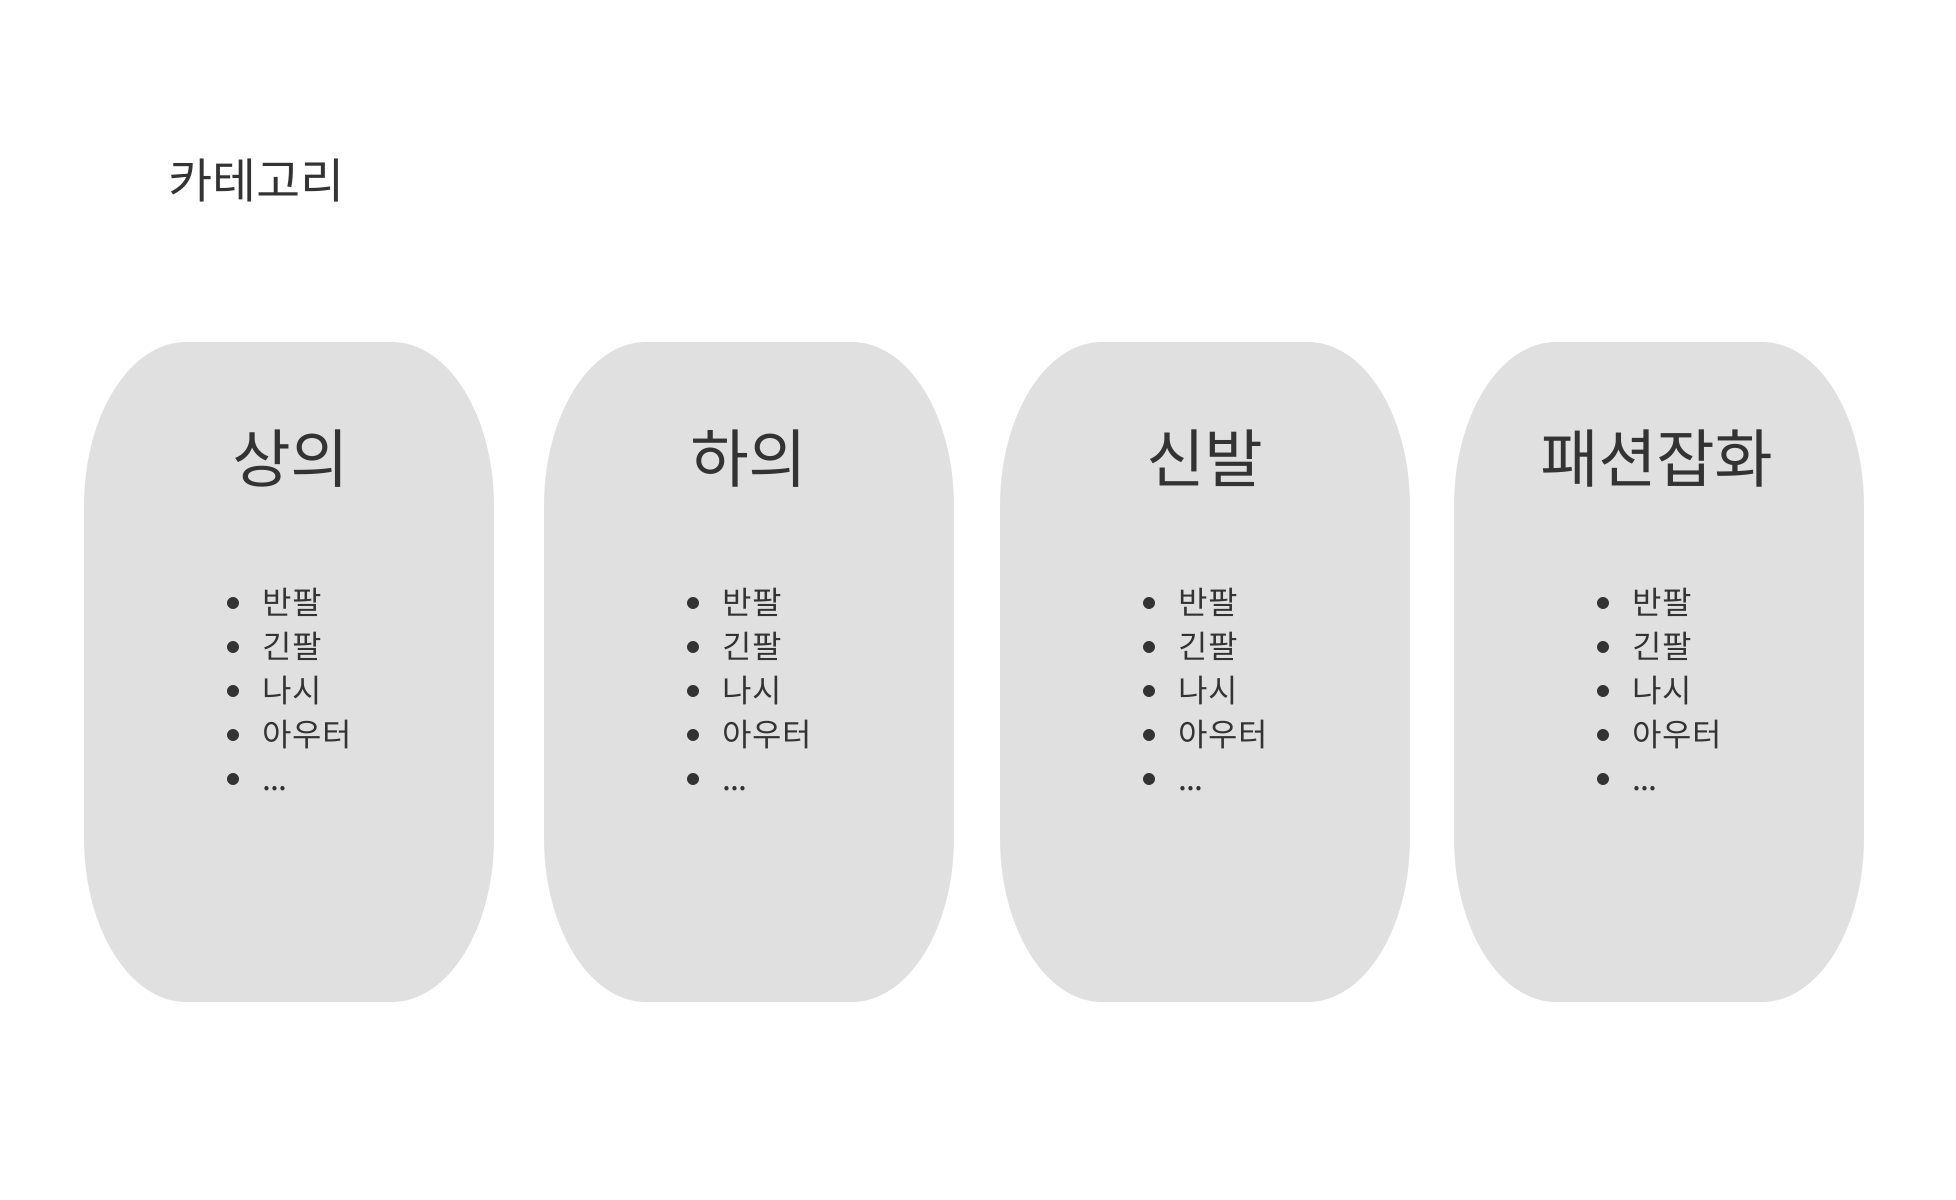 카테고리
상의
• 반팔
• 긴팔
• 나시
• 아우터
• ...
하의
• 반팔
• 긴팔
• 나시
• 아우터
• ...
신발
• 반팔
• 긴팔
• 나시
• 아우터
• ...
패션잡화
• 반팔
• 긴팔
• 나시
• 아우터
• ...